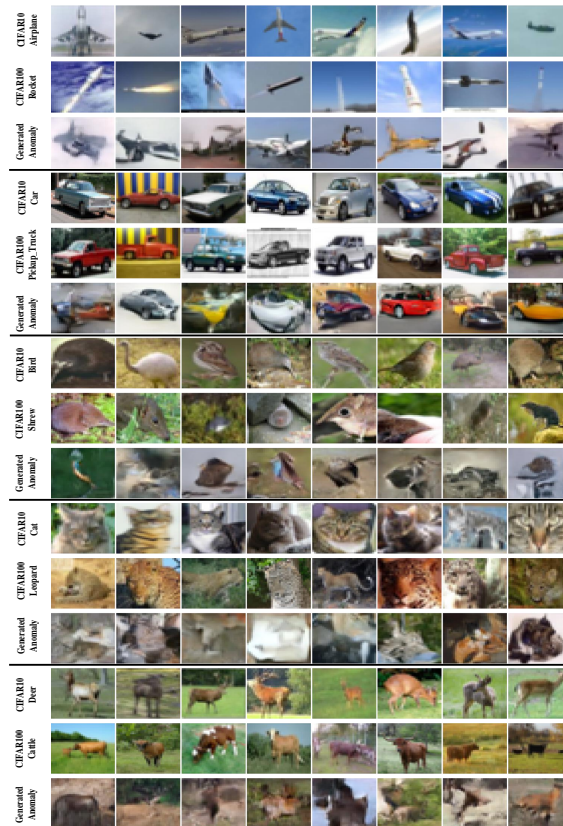 CIFAR10
Airplane
CIFAR100
Rocket
Generated
Anomaly
CIFAR10
Car
CIFAR100
Pickup_Truck
Generated
Anomaly
CIFAR10
Bird
CIFAR100
Shrew
Generated
Anomaly
CIFAR10
Cat
CIFAR100
Leopard
Generated
Anomaly
CIFAR10
Deer
CIFAR100
Cattle
Generated
Anomaly